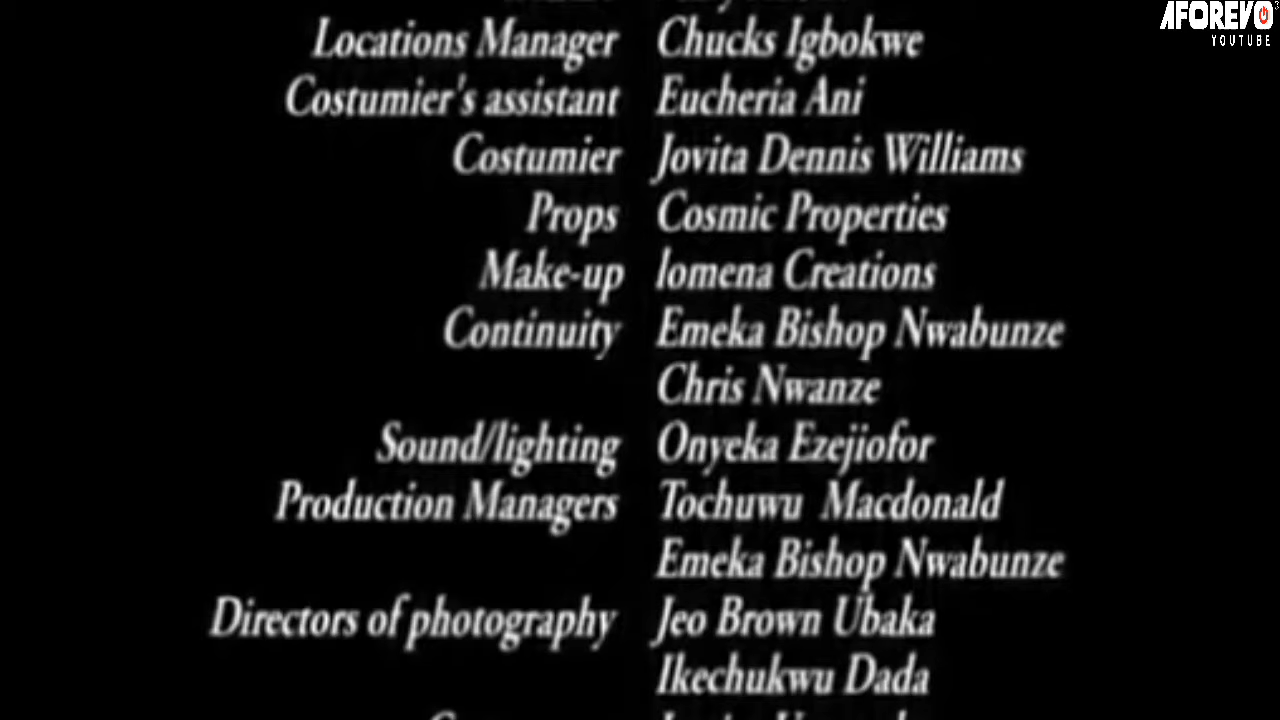 AFOREVO
YOUTUBE
Locations Manager Chucks Igbokwe
Costumier's assistant Eucheria Ani
Costumier Jovita Dennis Williams
Props Cosmic Properties
Make-up lomena Creations
Continuity Emeka Bishop Nwabunze
Chris Nwanze
Sound/lighting Onyeka Ezejiofor
Production Managers Tochuwu Macdonald
Emeka Bishop Nwabunze
Directors of photography Jeo Brown Ubaka
Ikechukwu Dada